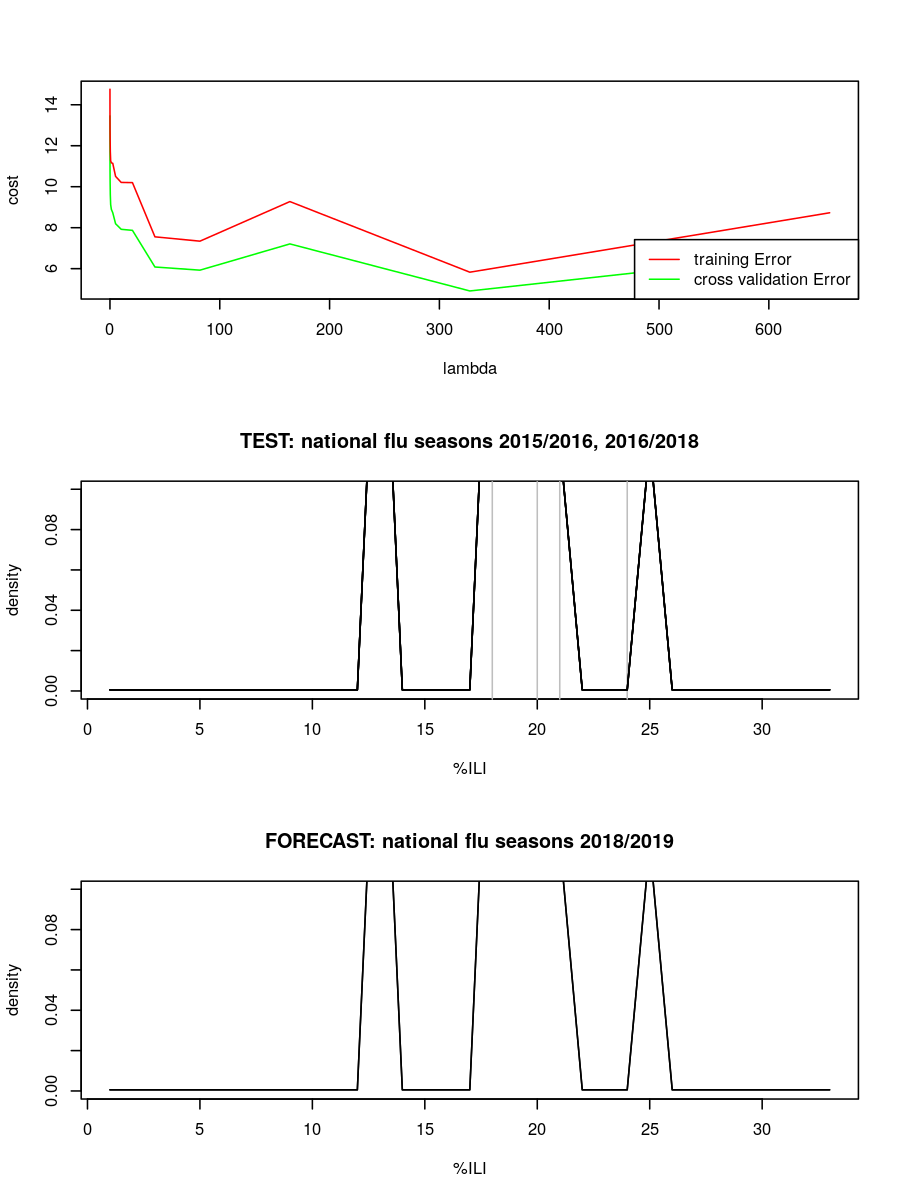 14
12
10
8
6
cost
training Error
cross validation Error
0 100 200 300 400 500 600
lambda
TEST: national flu seasons 2015/2016, 2016/2018
0.08
0.04
0.00
density
0 5 10 15 20 25 30
%ILI
FORECAST: national flu seasons 2018/2019
0.08
0.04
0.00
density
0 5 10 15 20 25 30
%ILI